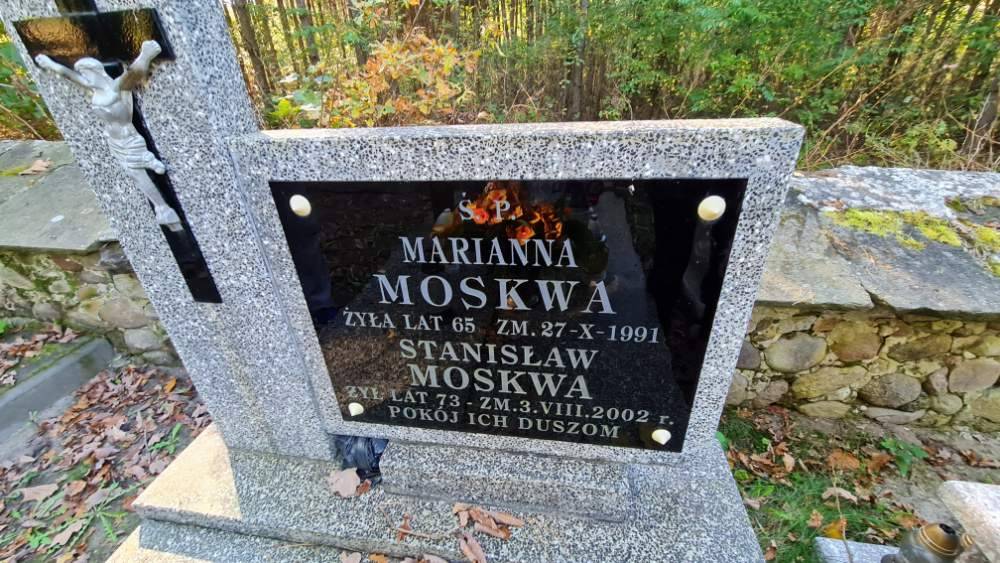 Ś. P.
MARIANNA
MOSKWA
ŻYŁA LAT 65 ZM. 27-X-1991
STANISŁAW
MOSKWA
ŻYŁ LAT 73 - ZM.3.VIII.2002 r.
POKÓJ ICH DUSZOM